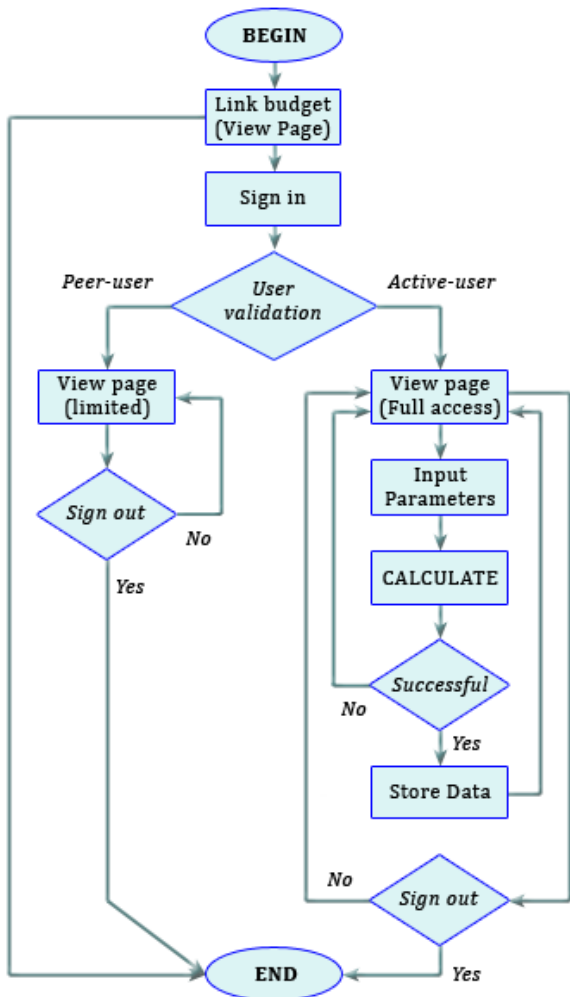 BEGIN
Link budget
(View Page)
Sign in
Peer-user
User
validation
Active-user
View page
(limited)
View page
(Full access)
Input
Parameters
Sign out
No
CALCULATE
Yes
Successful
No
Yes
Store Data
No
Sign out
END
Yes